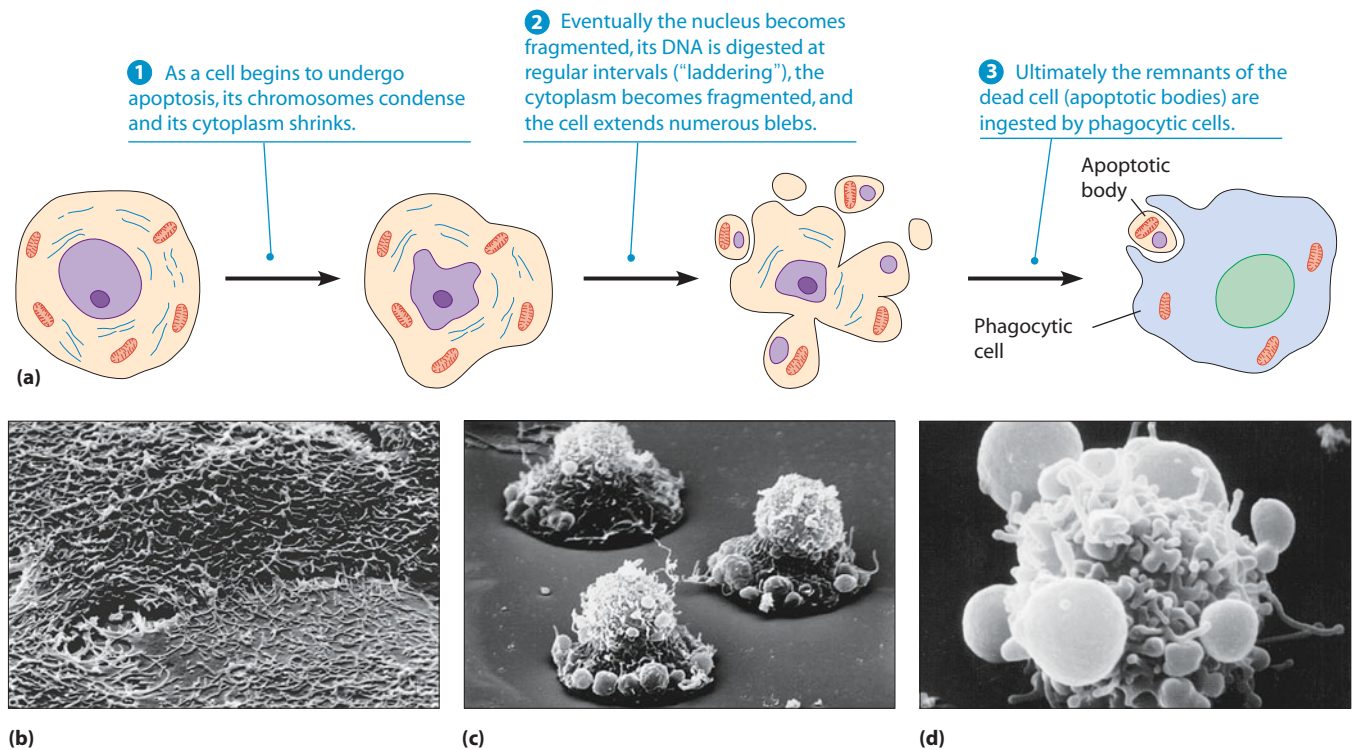 1 As a cell begins to undergo
apoptosis, its chromosomes condense
and its cytoplasm shrinks.
2 Eventually the nucleus becomes
fragmented, its DNA is digested at
regular intervals (“laddering”), the
cytoplasm becomes fragmented, and
the cell extends numerous blebs.
3 Ultimately the remnants of the
dead cell (apoptotic bodies) are
ingested by phagocytic cells.
Apoptotic
body
Phagocytic
cell
(a)
(b)
(c)
(d)